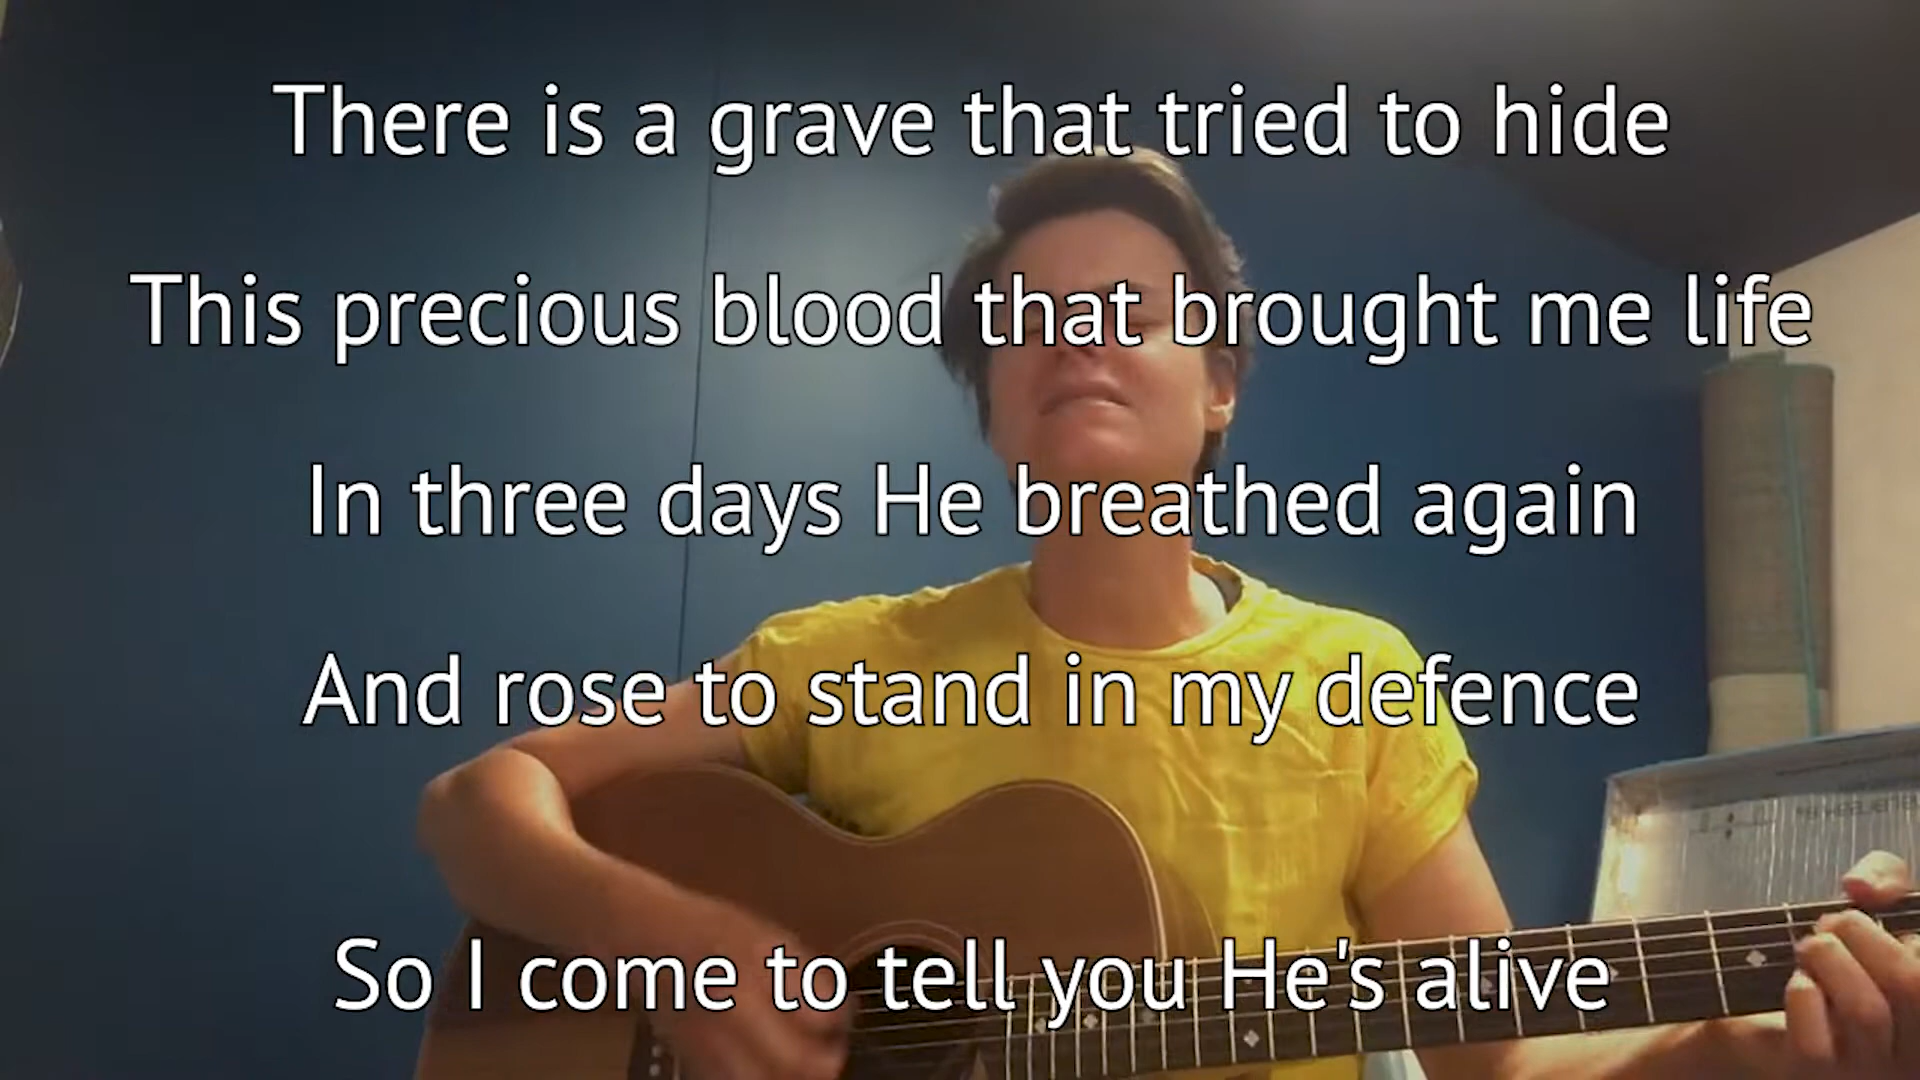 There is a grave that tried to hide
This precious blood that brought me life
In three days He breathed again
And rose to stand in my defence
So I come to tell you He's alive